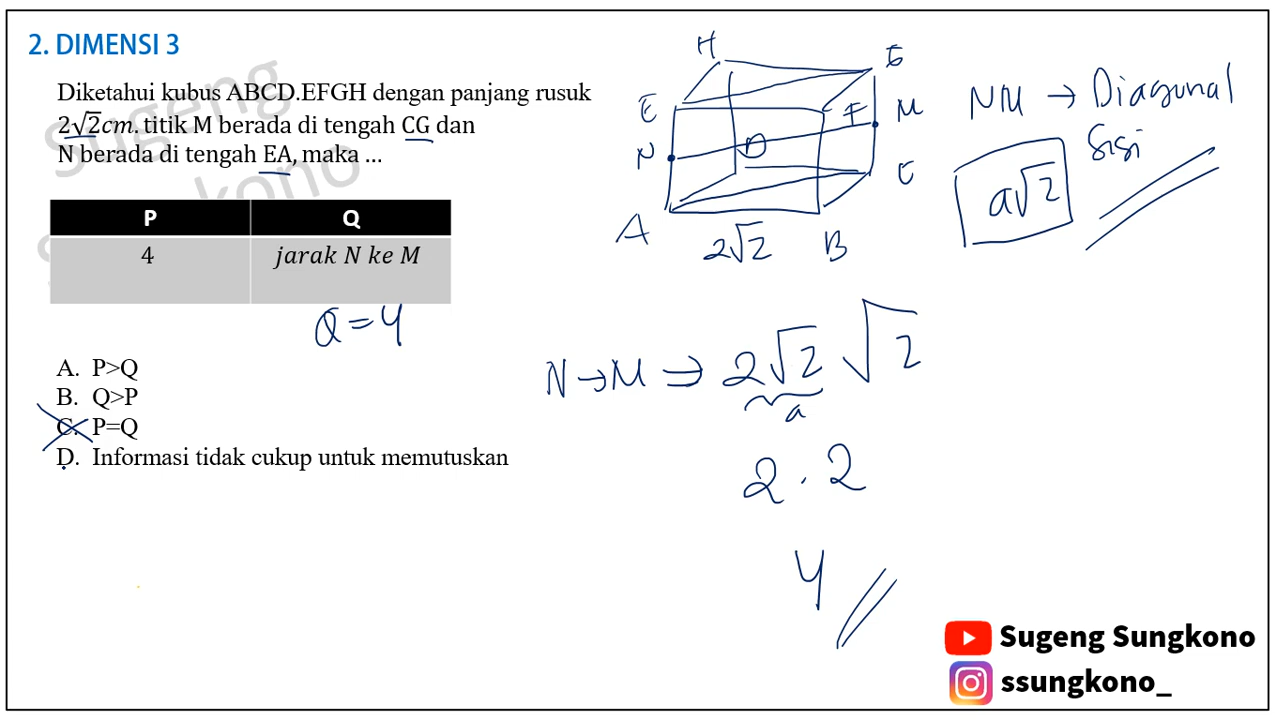 2. DIMENSI 3
Diketahui kubus ABCD.EFGH dengan panjang rusuk
2√2cm. titik M berada di tengah CG dan
N berada di tengah EA, maka ...
P Q
4 jarak N ke M
Q = 4
A. P>Q
B. Q>P
C. P=Q
D. Informasi tidak cukup untuk memutuskan
H
G
E
F
M
N
D
C
A
2√2
B
NM → Diagonal
sisi
a√2
N → M ⇒ 2√2 √2
a
2 . 2
4
Sugeng Sungkono
ssungkono_
Sugeng